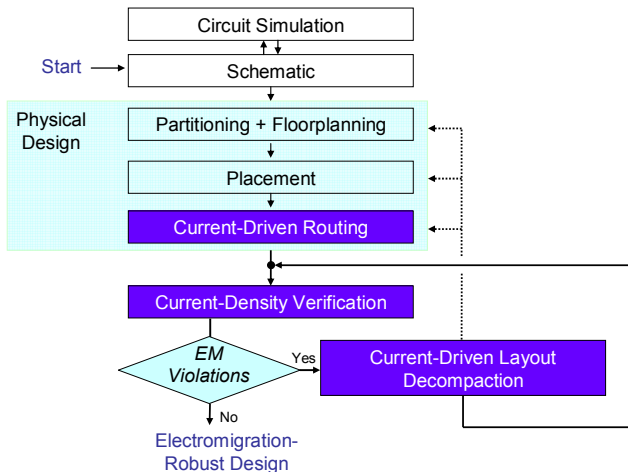 Circuit Simulation
Start
Schematic
Physical
Design
Partitioning + Floorplanning
Placement
Current-Driven Routing
Current-Density Verification
EM
Violations
Yes
Current-Driven Layout
Decompaction
No
Electromigration-
Robust Design